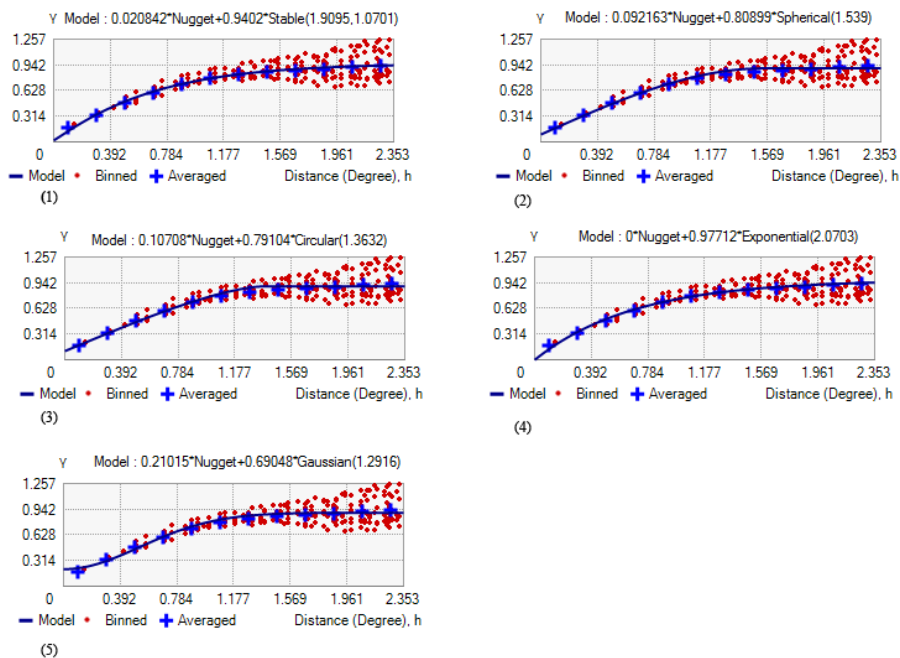 γ Model : 0.020842*Nugget+0.9402*Stable(1.9095,1.0701)
1.257
0.942
0.628
0.314
0 0.392 0.784 1.177 1.569 1.961 2.353
Model Binned Averaged Distance (Degree), h
(1)
γ Model : 0.092163*Nugget+0.80899*Spherical(1.539)
1.257
0.942
0.628
0.314
0 0.392 0.784 1.177 1.569 1.961 2.353
Model Binned Averaged Distance (Degree), h
(2)
γ Model : 0.10708*Nugget+0.79104*Circular(1.3632)
1.257
0.942
0.628
0.314
0 0.392 0.784 1.177 1.569 1.961 2.353
Model Binned Averaged Distance (Degree), h
(3)
γ Model : 0*Nugget+0.97712*Exponential(2.0703)
1.257
0.942
0.628
0.314
0 0.392 0.784 1.177 1.569 1.961 2.353
Model Binned Averaged Distance (Degree), h
(4)
γ Model : 0.21015*Nugget+0.69048*Gaussian(1.2916)
1.257
0.942
0.628
0.314
0 0.392 0.784 1.177 1.569 1.961 2.353
Model Binned Averaged Distance (Degree), h
(5)